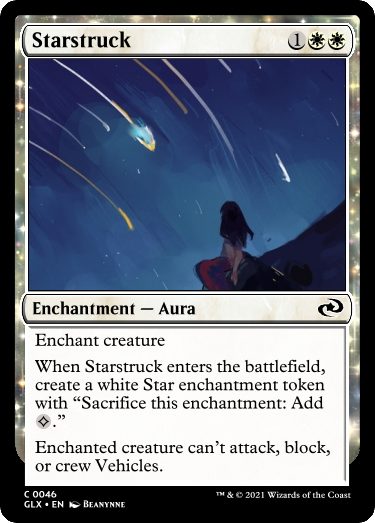 Starstruck 1
Enchantment — Aura
Enchant creature
When Starstruck enters the battlefield,
create a white Star enchantment token
with “Sacrifice this enchantment: Add
.”
Enchanted creature can't attack, block,
or crew Vehicles.
C 0046
GLX • EN BEANYNNE
™ & © 2021 Wizards of the Coast